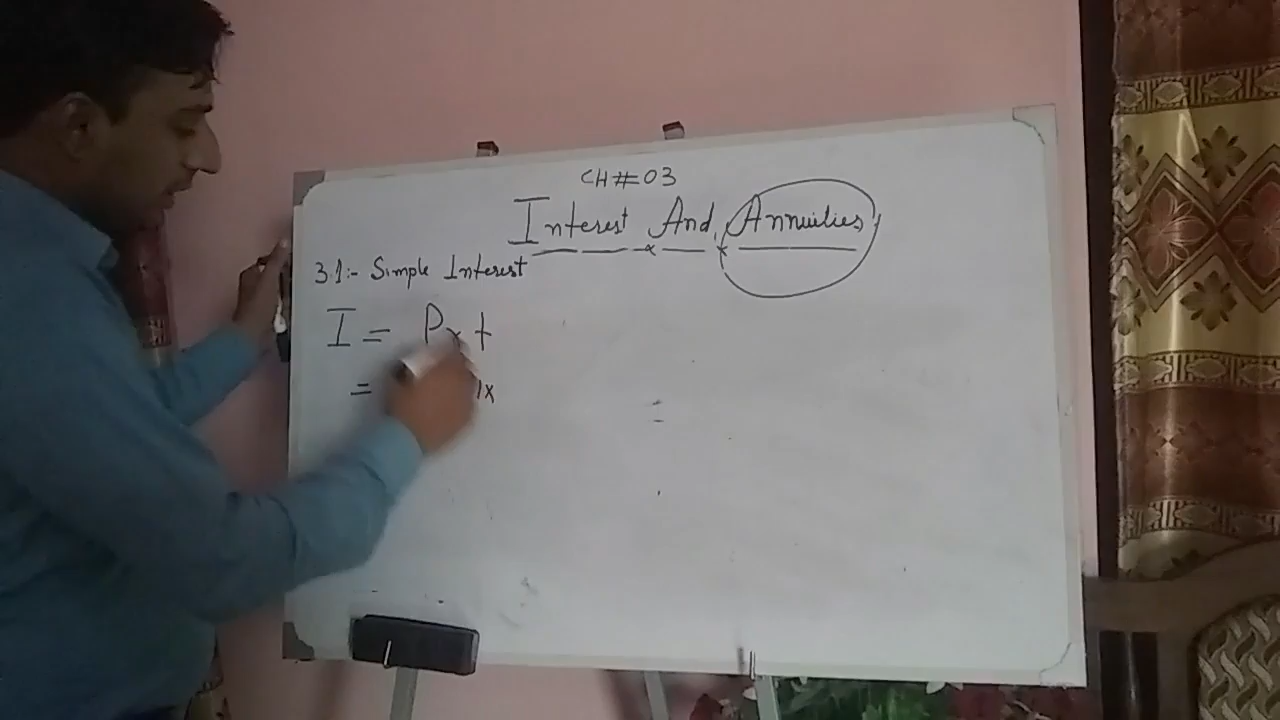 CH#03
Interest And Annuities
3.1:- Simple Interest
I = P x t
=